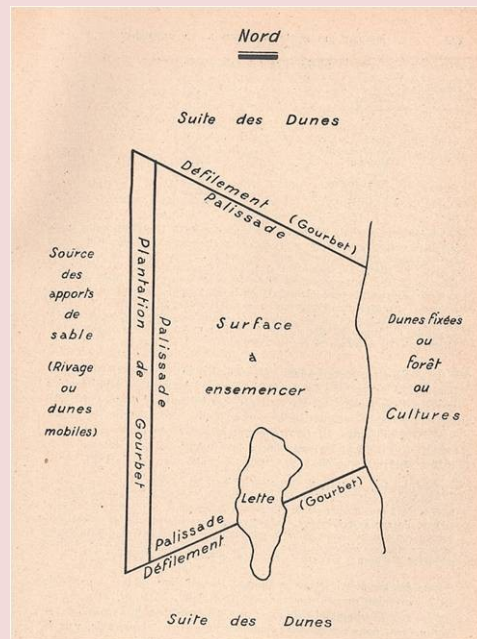 Nord
Suite des Dunes
Défilement (Gourbet)
Palissade
Source
des
apports
de
sable
(Rivage
ou
dunes
mobiles)
Plantation de Gourbet
Palissade
Surface
à
ensemencer
Dunes fixées
ou
forêt
ou
Cultures
Lette
(Gourbet)
Palissade
Défilement
Suite des Dunes